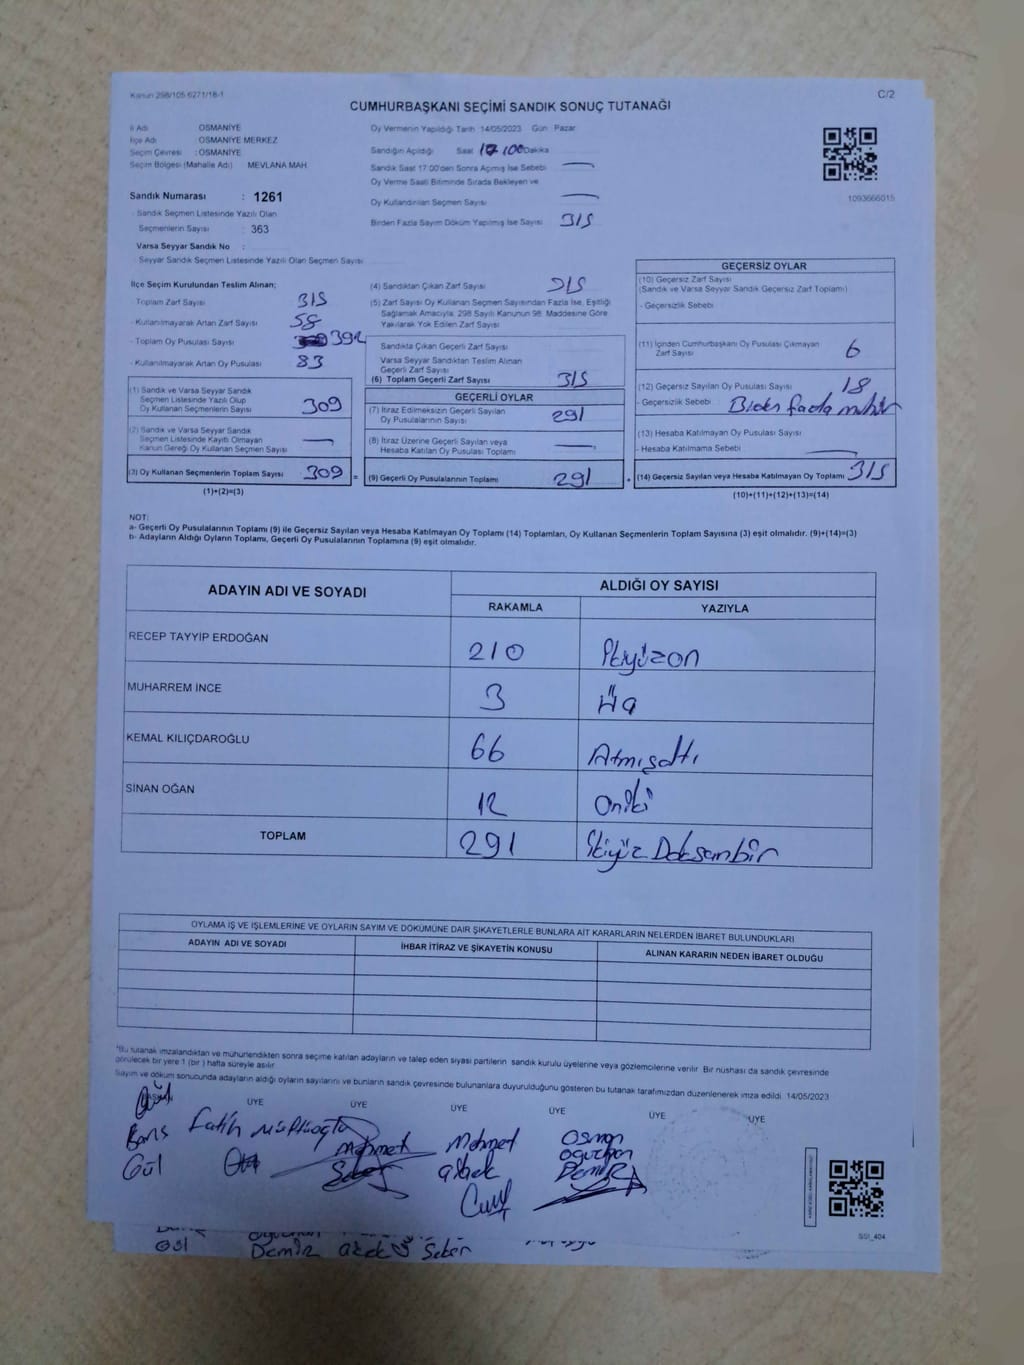 Kanun 298/105 6271/18-1
C/2
CUMHURBAŞKANI SEÇİMİ SANDIK SONUÇ TUTANAĞI
İl Adı OSMANİYE
İlçe Adı OSMANİYE MERKEZ
Seçim Çevresi : OSMANİYE
Seçim Bölgesi (Mahalle Adı) MEVLANA MAH.
Sandık Numarası : 1261
Sandık Seçmen Listesinde Yazılı Olan
Seçmenlerin Sayısı : 363
Varsa Seyyar Sandık No :
Seyyar Sandık Seçmen Listesinde Yazılı Olan Seçmen Sayısı
Oy Vermenin Yapıldığı Tarih 14/05/2023 Gün Pazar
Sandığın Açıldığı Saat 17:00 Dakika
Sandık Saat 17.00'den Sonra Açılmış İse Sebebi —
Oy Verme Saati Bitiminde Sırada Bekleyen ve
Oy Kullandırılan Seçmen Sayısı —
Birden Fazla Sayım Döküm Yapılmış İse Sayısı 315
1093666015
İlçe Seçim Kurulundan Teslim Alınan;
Toplam Zarf Sayısı 315
Kullanılmayarak Artan Zarf Sayısı 58
Toplam Oy Pusulası Sayısı 392
Kullanılmayarak Artan Oy Pusulası 83
(1) Sandık ve Varsa Seyyar Sandık
Seçmen Listesinde Yazılı Olup
Oy Kullanan Seçmenlerin Sayısı 309
(2) Sandık ve Varsa Seyyar Sandık
Seçmen Listesinde Kayıtlı Olmayan
Kanun Gereği Oy Kullanan Seçmen Sayısı —
(3) Oy Kullanan Seçmenlerin Toplam Sayısı 309
(1)+(2)=(3)
(4) Sandıktan Çıkan Zarf Sayısı 315
(5) Zarf Sayısı Oy Kullanan Seçmen Sayısından Fazla İse, Eşitliği
Sağlamak Amacıyla, 298 Sayılı Kanunun 98. Maddesine Göre
Yakılarak Yok Edilen Zarf Sayısı
Sandıkta Çıkan Geçerli Zarf Sayısı
Varsa Seyyar Sandıktan Teslim Alınan
Geçerli Zarf Sayısı
(6) Toplam Geçerli Zarf Sayısı 315
GEÇERLİ OYLAR
(7) İtiraz Edilmeksizin Geçerli Sayılan
Oy Pusulalarının Sayısı 291
(8) İtiraz Üzerine Geçerli Sayılan veya
Hesaba Katılan Oy Pusulası Toplamı —
(9) Geçerli Oy Pusulalarının Toplamı 291
GEÇERSİZ OYLAR
(10) Geçersiz Zarf Sayısı
(Sandık ve Varsa Seyyar Sandık Geçersiz Zarf Toplamı)
- Geçersizlik Sebebi :
(11) İçinden Cumhurbaşkanı Oy Pusulası Çıkmayan
Zarf Sayısı 6
(12) Geçersiz Sayılan Oy Pusulası Sayısı 18
- Geçersizlik Sebebi : Birden fazla mühür
(13) Hesaba Katılmayan Oy Pusulası Sayısı
- Hesaba Katılmama Sebebi : —
(14) Geçersiz Sayılan veya Hesaba Katılmayan Oy Toplamı 315
(10)+(11)+(12)+(13)=(14)
NOT:
a- Geçerli Oy Pusulalarının Toplamı (9) ile Geçersiz Sayılan veya Hesaba Katılmayan Oy Toplamı (14) Toplamları, Oy Kullanan Seçmenlerin Toplam Sayısına (3) eşit olmalıdır. (9)+(14)=(3)
b- Adayların Aldığı Oyların Toplamı, Geçerli Oy Pusulalarının Toplamına (9) eşit olmalıdır.
ADAYIN ADI VE SOYADI ALDIĞI OY SAYISI
RAKAMLA YAZIYLA
RECEP TAYYİP ERDOĞAN 210 İkiyüzon
MUHARREM İNCE 3 Üç
KEMAL KILIÇDAROĞLU 66 Atmışaltı
SİNAN OĞAN 12 Oniki
TOPLAM 291 İkiyüz Doksanbir
OYLAMA İŞ VE İŞLEMLERİNE VE OYLARIN SAYIM VE DÖKÜMÜNE DAİR ŞİKAYETLERLE BUNLARA AİT KARARLARIN NELERDEN İBARET BULUNDUKLARI
ADAYIN ADI VE SOYADI İHBAR İTİRAZ VE ŞİKAYETİN KONUSU ALINAN KARARIN NEDEN İBARET OLDUĞU
*Bu tutanak imzalandıktan ve mühürlendikten sonra seçime katılan adayların ve talep eden siyasi partilerin sandık kurulu üyelerine veya gözlemcilerine verilir. Bir nüshası da sandık çevresinde
görülecek bir yere 1 (bir) hafta süreyle asılır.
Sayım ve döküm sonucunda adayların aldığı oyların sayılarını ve bunların sandık çevresinde bulunanlara duyurulduğunu gösteren bu tutanak tarafımızdan düzenlenerek imza edildi. 14/05/2023
ÜYE ÜYE ÜYE ÜYE ÜYE ÜYE
Barış Fatih Müftüoğlu Mehmet Mehmet Osman
Gül Oğuzhan
Demir
SSI_404
Gül Demir Şeker